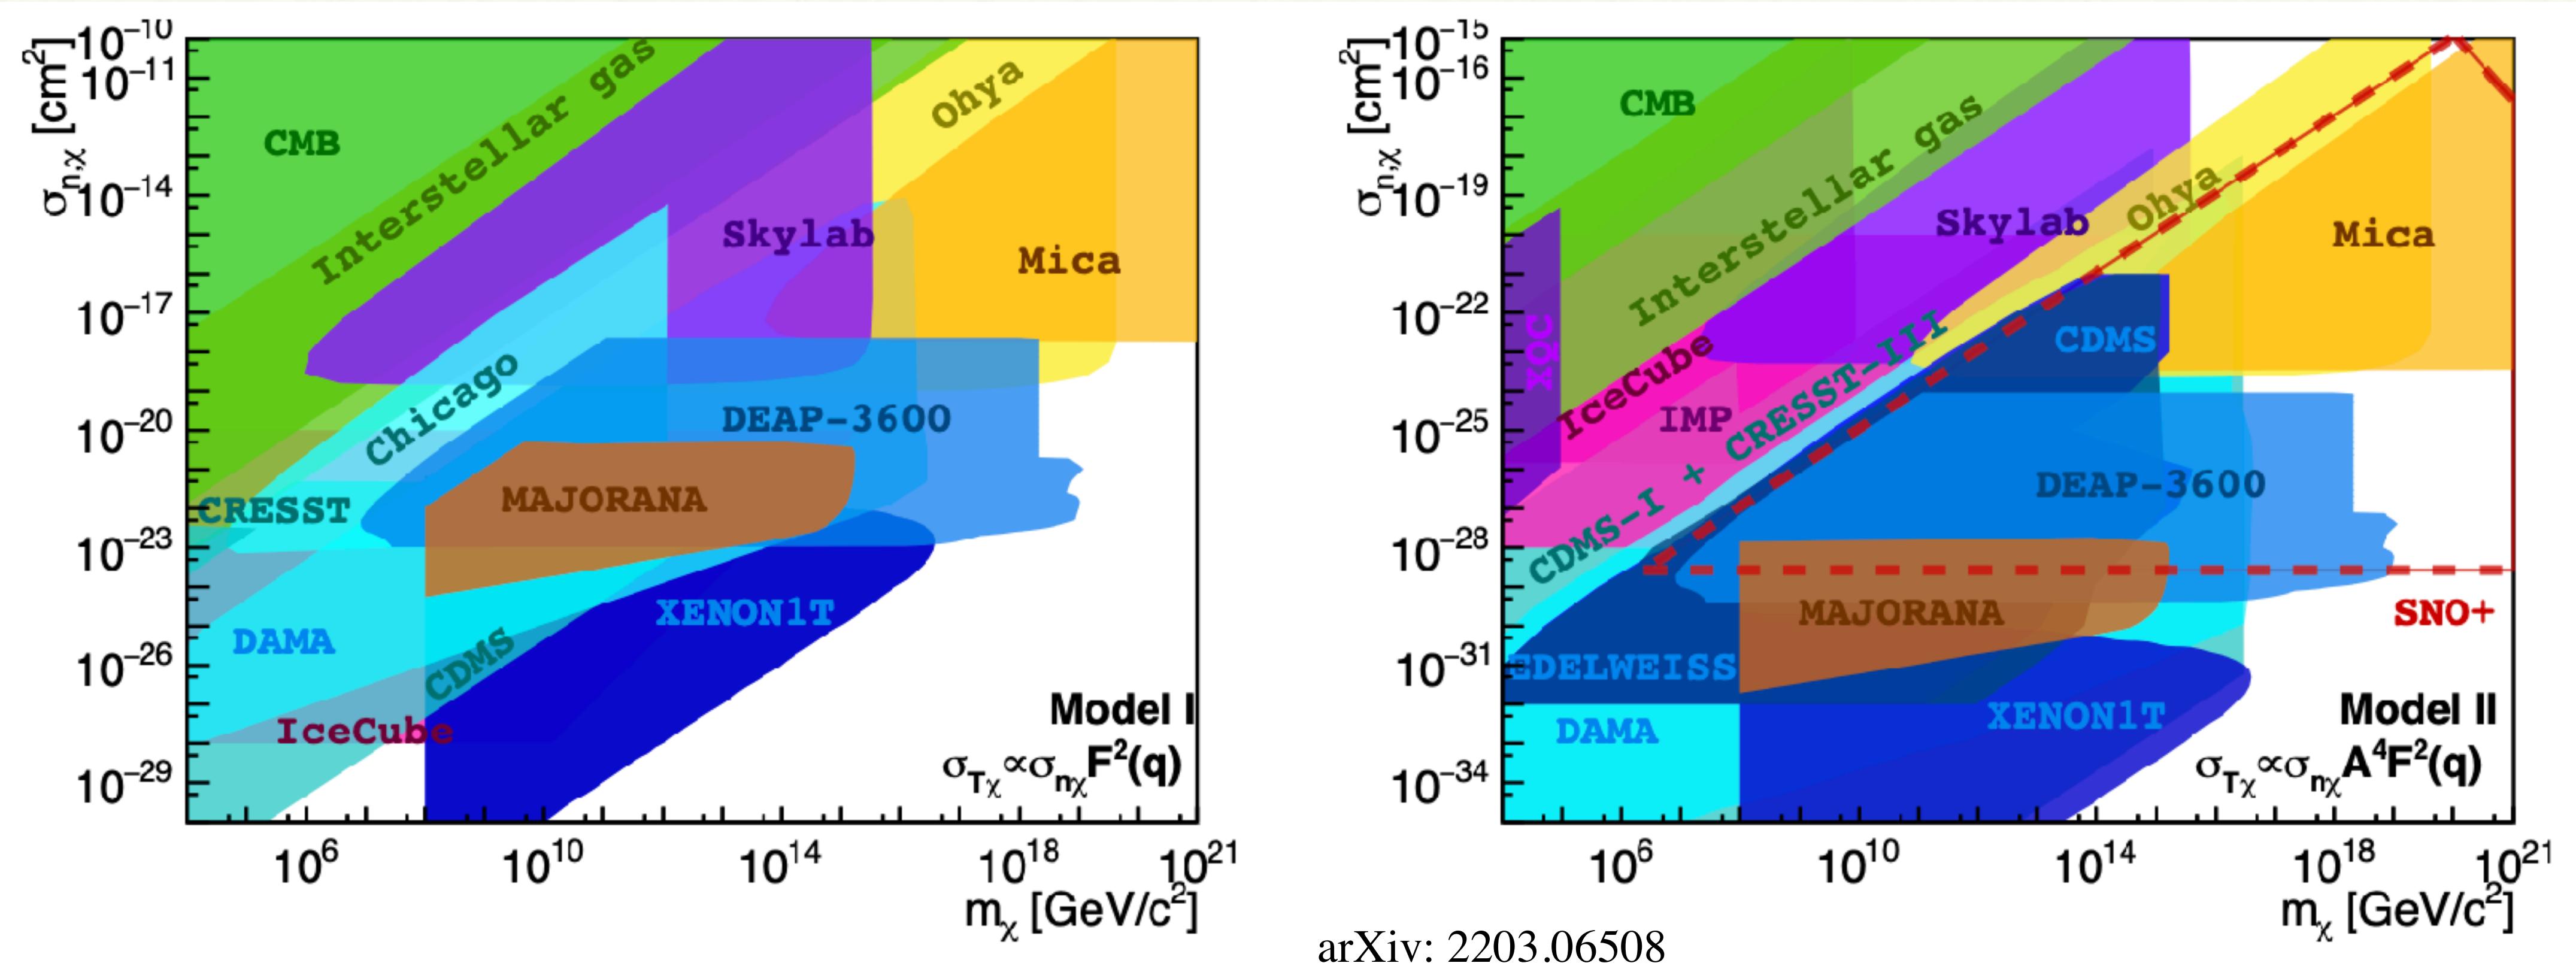 10⁻¹⁰
10⁻¹¹
10⁻¹⁴
10⁻¹⁷
10⁻²⁰
10⁻²³
10⁻²⁶
10⁻²⁹
σn,χ [cm²]
CMB
Interstellar gas
Ohya
Skylab
Mica
Chicago
DEAP-3600
MAJORANA
CRESST
XENON1T
DAMA
CDMS
IceCube
Model I
σTχ∝σnχF²(q)
10⁶
10¹⁰
10¹⁴
10¹⁸
10²¹
mχ [GeV/c²]
10⁻¹⁵
10⁻¹⁶
10⁻¹⁹
10⁻²²
10⁻²⁵
10⁻²⁸
10⁻³¹
10⁻³⁴
σn,χ [cm²]
CMB
Interstellar gas
Ohya
Skylab
Mica
XQC
CDMS
IceCube
IMP
CDMS-I + CRESST-III
DEAP-3600
MAJORANA
SNO+
EDELWEISS
XENON1T
DAMA
Model II
σTχ∝σnχA⁴F²(q)
10⁶
10¹⁰
10¹⁴
10¹⁸
10²¹
mχ [GeV/c²]
arXiv: 2203.06508